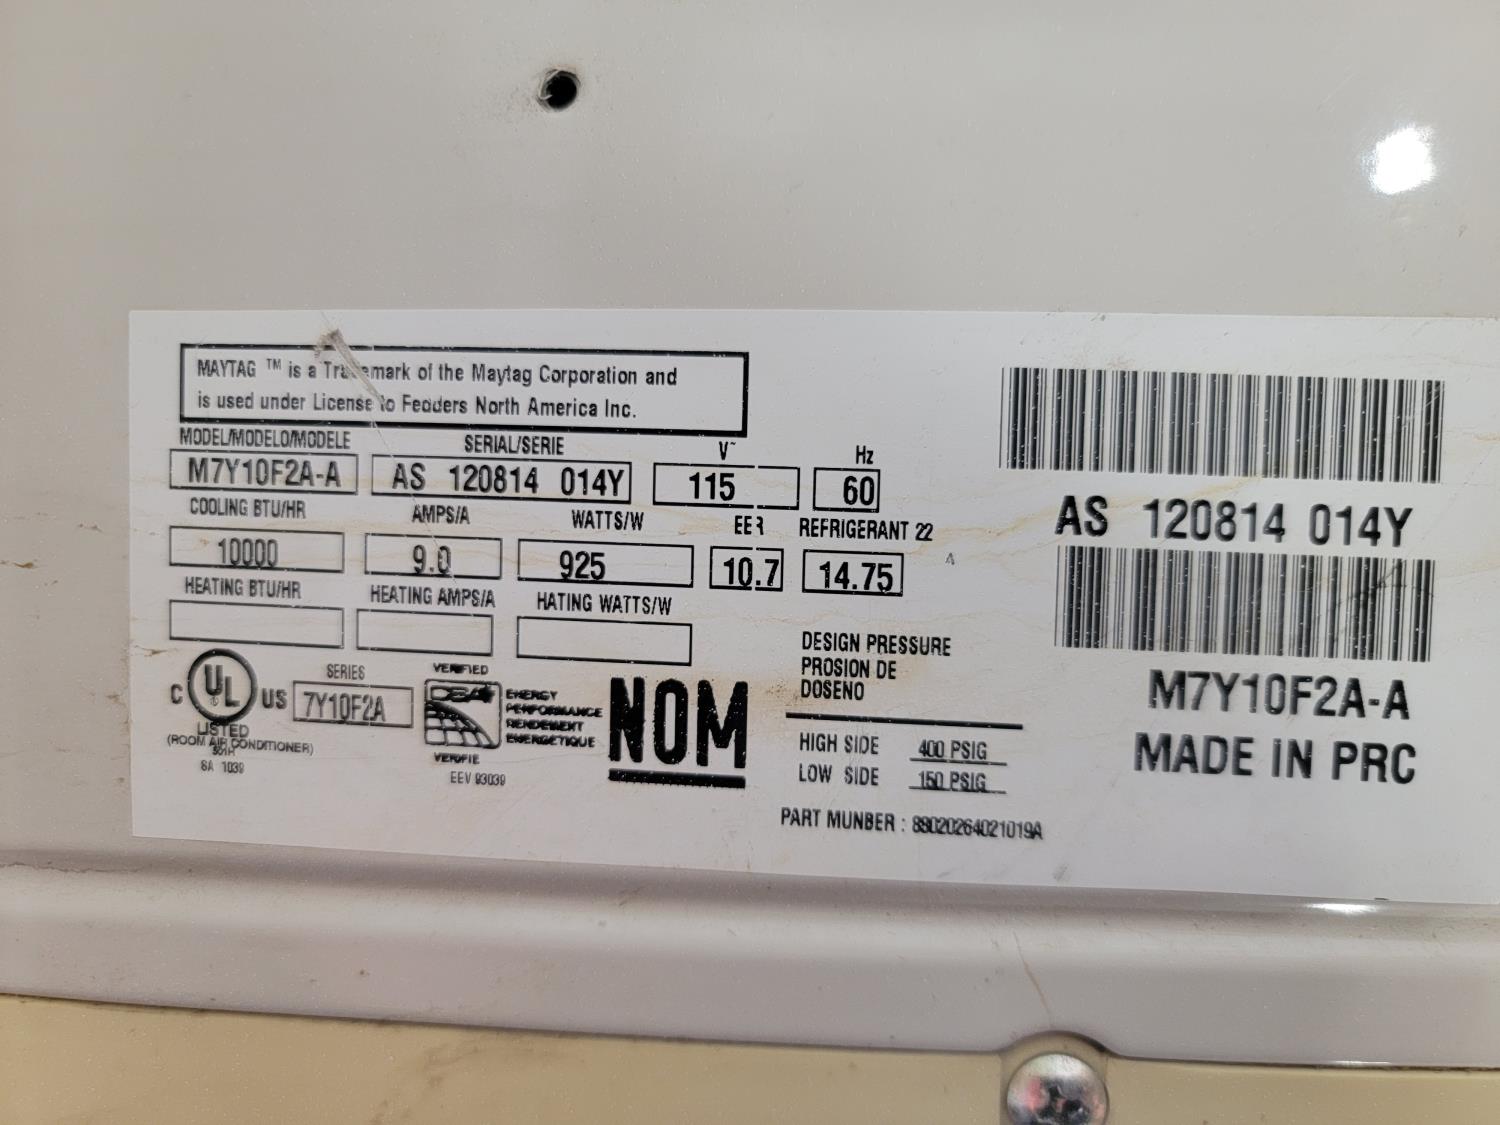 MAYTAG ™ is a Trademark of the Maytag Corporation and
is used under License to Fedders North America Inc.
MODEL/MODELO/MODELE SERIAL/SERIE V~ Hz
M7Y10F2A-A AS 120814 014Y 115 60
COOLING BTU/HR AMPS/A WATTS/W EER REFRIGERANT 22
10000 9.0 925 10.7 14.75
HEATING BTU/HR HEATING AMPS/A HATING WATTS/W
C UL US
LISTED
(ROOM AIR CONDITIONER)
SA 1039
SERIES
7Y10F2A
VERIFIED
ENERGY
PERFORMANCE
RENDEMENT
ENERGETIQUE
VERIFIE
EEV 93039
NOM
DESIGN PRESSURE
PROSION DE
DOSENO
HIGH SIDE 400 PSIG
LOW SIDE 150 PSIG
PART MUNBER : 88020264021019A
AS 120814 014Y
M7Y10F2A-A
MADE IN PRC